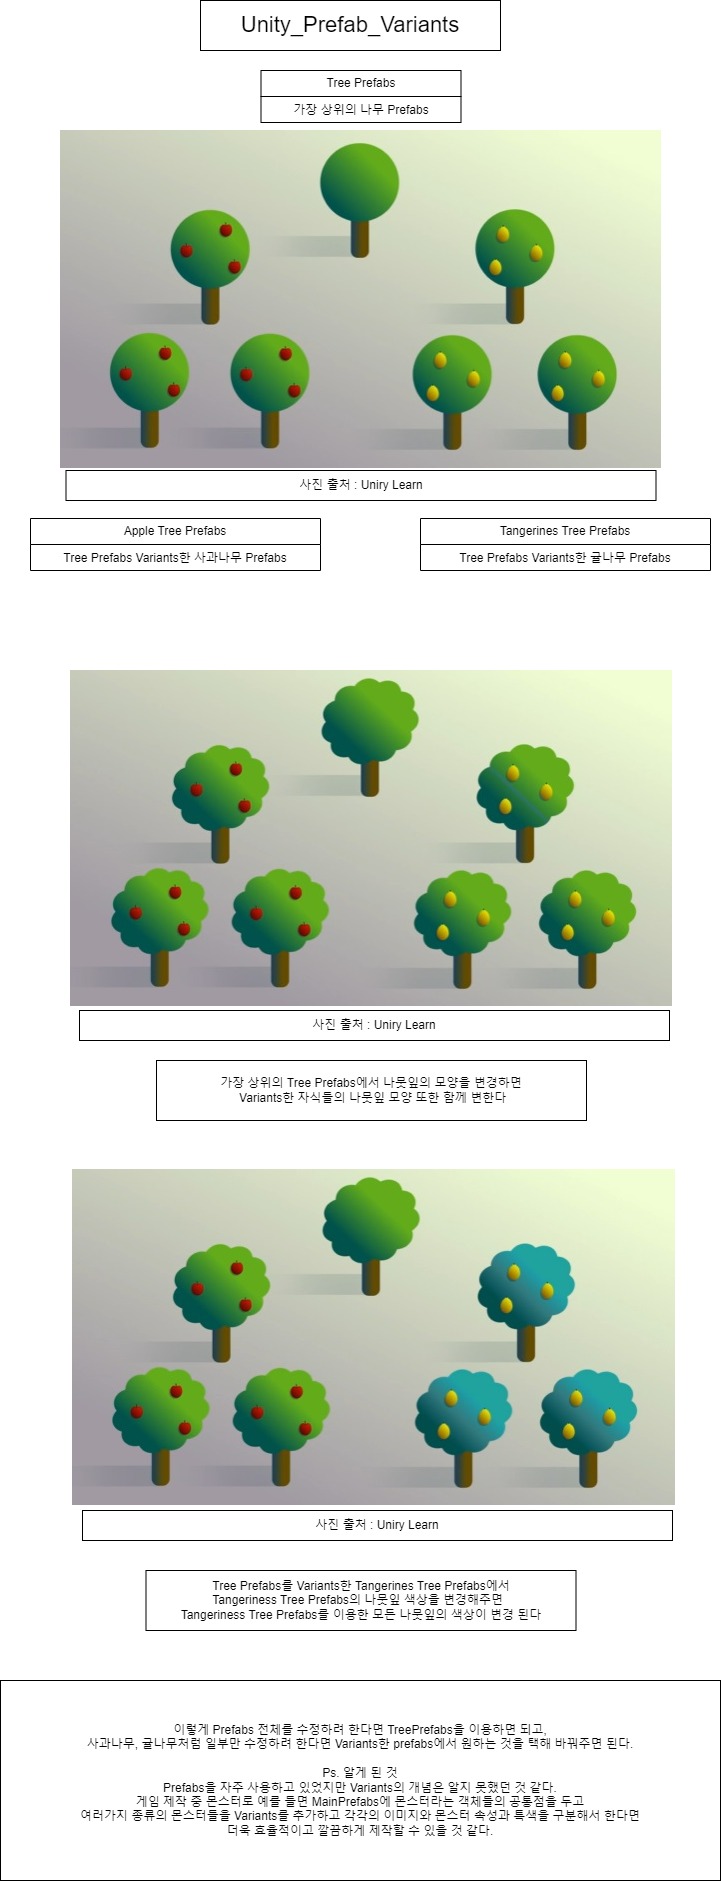 Unity_Prefab_Variants
Tree Prefabs
가장 상위의 나무 Prefabs
사진 출처 : Uniry Learn
Apple Tree Prefabs
Tree Prefabs Variants한 사과나무 Prefabs
Tangerines Tree Prefabs
Tree Prefabs Variants한 귤나무 Prefabs
사진 출처 : Uniry Learn
가장 상위의 Tree Prefabs에서 나뭇잎의 모양을 변경하면
Variants한 자식들의 나뭇잎 모양 또한 함께 변한다
사진 출처 : Uniry Learn
Tree Prefabs를 Variants한 Tangerines Tree Prefabs에서
Tangeriness Tree Prefabs의 나뭇잎 색상을 변경해주면
Tangeriness Tree Prefabs를 이용한 모든 나뭇잎의 색상이 변경 된다
이렇게 Prefabs 전체를 수정하려 한다면 TreePrefabs을 이용하면 되고,
사과나무, 귤나무처럼 일부만 수정하려 한다면 Variants한 prefabs에서 원하는 것을 택해 바꿔주면 된다.
Ps. 알게 된 것
Prefabs을 자주 사용하고 있었지만 Variants의 개념은 알지 못했던 것 같다.
게임 제작 중 몬스터로 예를 들면 MainPrefabs에 몬스터라는 객체들의 공통점을 두고
여러가지 종류의 몬스터들을 Variants를 추가하고 각각의 이미지와 몬스터 속성과 특색을 구분해서 한다면
더욱 효율적이고 깔끔하게 제작할 수 있을 것 같다.